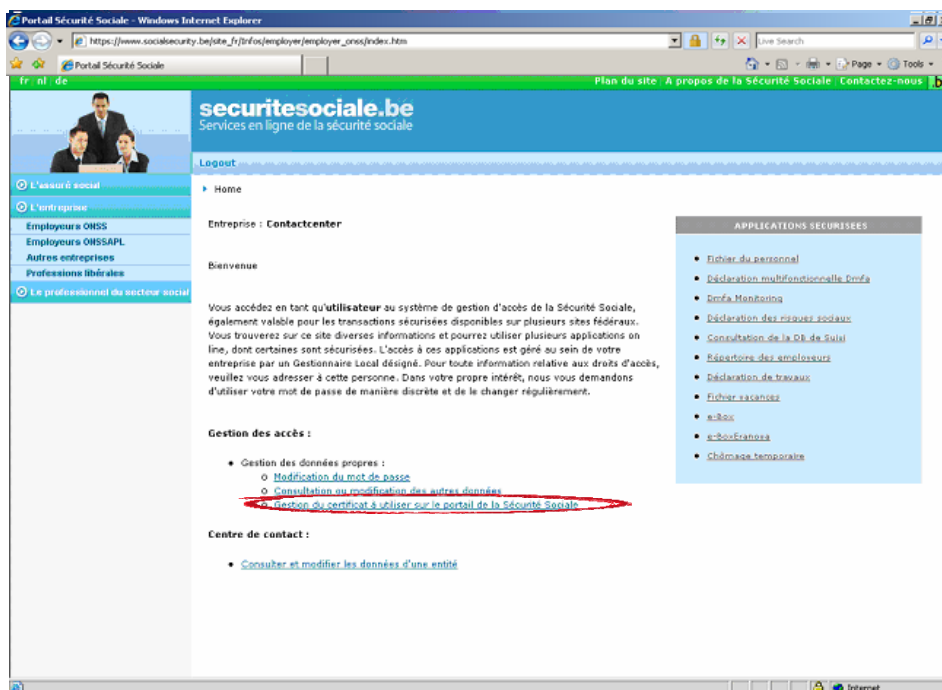 Portail Sécurité Sociale - Windows Internet Explorer
https://www.socialsecurity.be/site_fr/Infos/employer/employer_onss/index.htm
Live Search
Portail Sécurité Sociale
Page
Tools
fr nl de
Plan du site A propos de la Sécurité Sociale Contactez-nous
.b
securitesociale.be
Services en ligne de la sécurité sociale
Logout
L'assuré social
L'entreprise
Employeurs ONSS
Employeurs ONSSAPL
Autres entreprises
Professions libérales
Le professionnel du secteur social
Home
Entreprise : Contactcenter
Bienvenue
Vous accédez en tant qu'utilisateur au système de gestion d'accès de la Sécurité Sociale,
également valable pour les transactions sécurisées disponibles sur plusieurs sites fédéraux.
Vous trouverez sur ce site diverses informations et pourrez utiliser plusieurs applications on
line, dont certaines sont sécurisées. L'accès à ces applications est géré au sein de votre
entreprise par un Gestionnaire Local désigné. Pour toute information relative aux droits d'accès,
veuillez vous adresser à cette personne. Dans votre propre intérêt, nous vous demandons
d'utiliser votre mot de passe de manière discrète et de le changer régulièrement.
Gestion des accès :
Gestion des données propres :
Modification du mot de passe
Consultation ou modification des autres données
Gestion du certificat à utiliser sur le portail de la Sécurité Sociale
Centre de contact :
Consulter et modifier les données d'une entité
APPLICATIONS SECURISEES
Fichier du personnel
Déclaration multifonctionnelle Dmfa
Dmfa Monitoring
Déclaration des risques sociaux
Consultation de la DB de Suivi
Répertoire des employeurs
Déclaration de travaux
Fichier vacances
e-Box
e-BoxFranosa
Chômage temporaire
Internet